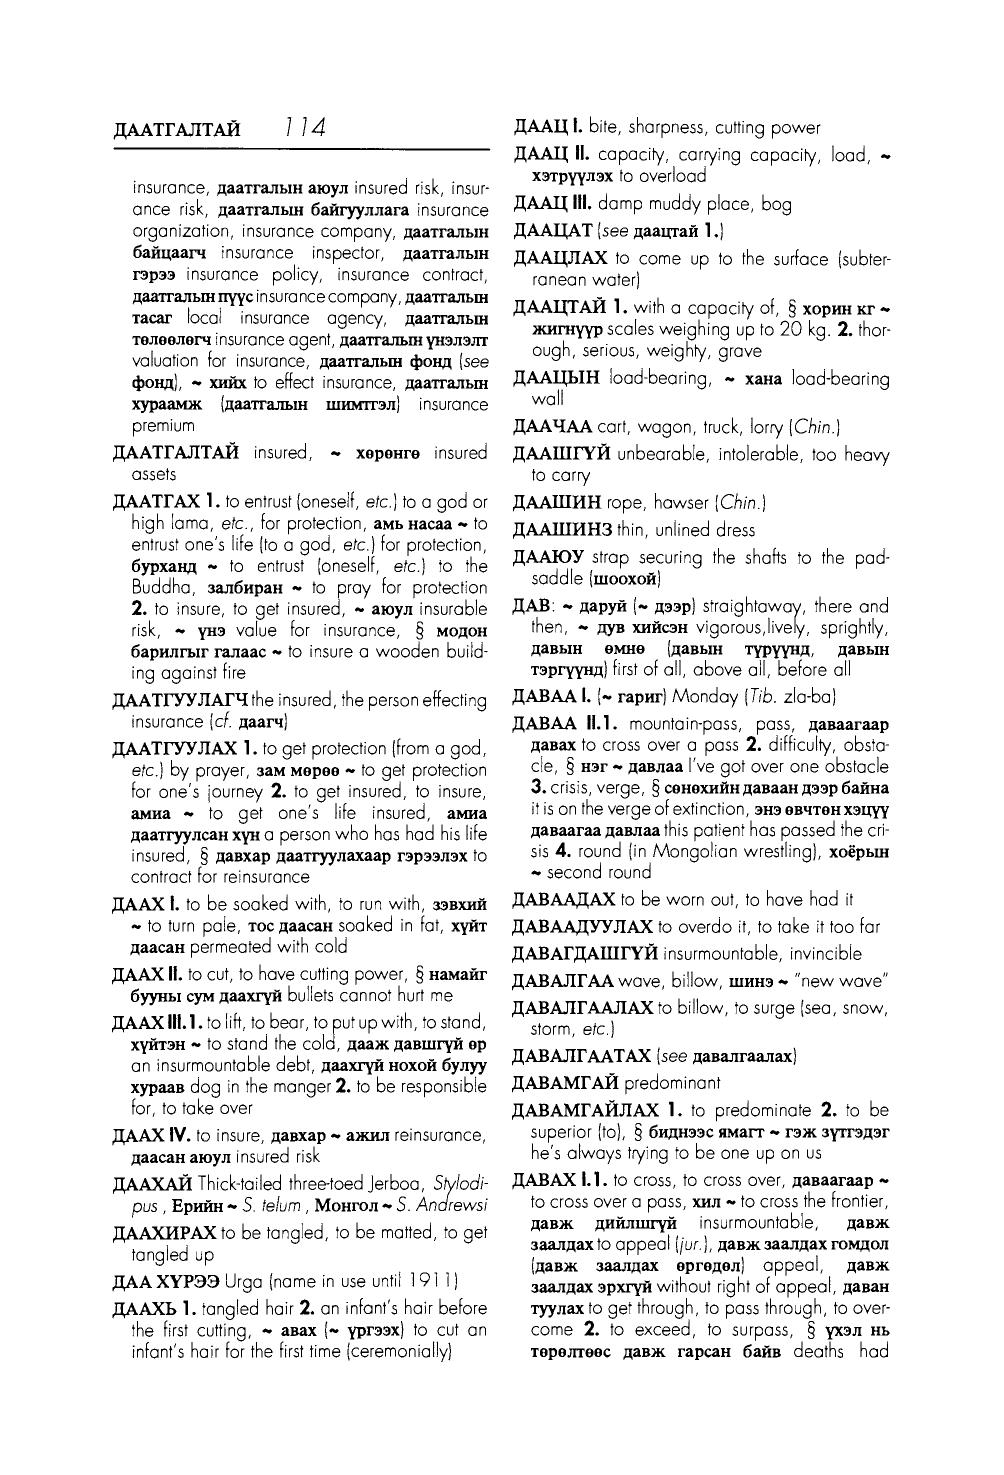 ДААТГАЛТАЙ 114
insurance, даатгалын аюул insured risk, insur-
ance risk, даатгалын байгууллага insurance
organization, insurance company, даатгалын
байцаагч insurance inspector, даатгалын
гэрээ insurance policy, insurance contract,
даатгалын пүүс insurance company, даатгалын
тасаг local insurance agency, даатгалын
төлөөлөгч insurance agent, даатгалын үнэлэлт
valuation for insurance, даатгалын фонд (see
фонд), ~ хийх to effect insurance, даатгалын
хураамж (даатгалын шимтгэл) insurance
premium
ДААТГАЛТАЙ insured, ~ хөрөнгө insured
assets
ДААТГАХ 1. to entrust (oneself, etc.) to a god or
high lama, etc., for protection, амь насаа ~ to
entrust one's life (to a god, etc.) for protection,
бурханд ~ to entrust (oneself, etc.) to the
Buddha, залбиран ~ to pray for protection
2. to insure, to get insured, ~ аюул insurable
risk, ~ үнэ value for insurance, § модон
барилгыг галаас ~ to insure a wooden build-
ing against fire
ДААТГУУЛАГЧ the insured, the person effecting
insurance (cf. даагч)
ДААТГУУЛАХ 1. to get protection (from a god,
etc.) by prayer, зам мөрөө ~ to get protection
for one's journey 2. to get insured, to insure,
амиа ~ to get one's life insured, амиа
даатгуулсан хүн a person who has had his life
insured, § давхар даатгуулахаар гэрээлэх to
contract for reinsurance
ДААХ I. to be soaked with, to run with, зэвхий
~ to turn pale, тос даасан soaked in fat, хүйт
даасан permeated with cold
ДААХ II. to cut, to have cutting power, § намайг
бууны сум даахгүй bullets cannot hurt me
ДААХ III.1. to lift, to bear, to put up with, to stand,
хүйтэн ~ to stand the cold, дааж давшгүй өр
an insurmountable debt, даахгүй нохой булуу
хураав dog in the manger 2. to be responsible
for, to take over
ДААХ IV. to insure, давхар ~ ажил reinsurance,
даасан аюул insured risk
ДААХАЙ Thick-tailed three-toed Jerboa, Stylodi-
pus , Ерийн ~ S. telum , Монгол ~ S. Andrewsi
ДААХИРАХ to be tangled, to be matted, to get
tangled up
ДАА ХҮРЭЭ Urga (name in use until 1911)
ДААХЬ 1. tangled hair 2. an infant's hair before
the first cutting, ~ авах (~ үргээх) to cut an
infant's hair for the first time (ceremonially)
ДААЦ I. bite, sharpness, cutting power
ДААЦ II. capacity, carrying capacity, load, ~
хэтрүүлэх to overload
ДААЦ III. damp muddy place, bog
ДААЦАТ (see даацтай 1.)
ДААЦЛАХ to come up to the surface (subter-
ranean water)
ДААЦТАЙ 1. with a capacity of, § хорин кг ~
жигнүүр scales weighing up to 20 kg. 2. thor-
ough, serious, weighty, grave
ДААЦЫН load-bearing, ~ хана load-bearing
wall
ДААЧАА cart, wagon, truck, lorry (Chin.)
ДААШГҮЙ unbearable, intolerable, too heavy
to carry
ДААШИН rope, hawser (Chin.)
ДААШИНЗ thin, unlined dress
ДААЮУ strap securing the shafts to the pad-
saddle (шоохой)
ДАВ: ~ даруй (~ дээр) straightaway, there and
then, ~ дув хийсэн vigorous,lively, sprightly,
давын өмнө (давын түрүүнд, давын
тэргүүнд) first of all, above all, before all
ДАВАА I. (~ гариг) Monday (Tib. zla-ba)
ДАВАА II.1. mountain-pass, pass, даваагаар
давах to cross over a pass 2. difficulty, obsta-
cle, § нэг ~ давлаа I've got over one obstacle
3. crisis, verge, § сөнөхийн даваан дээр байна
it is on the verge of extinction, энэ өвчтөн хэцүү
даваагаа давлаа this patient has passed the cri-
sis 4. round (in Mongolian wrestling), хоёрын
~ second round
ДАВААДАХ to be worn out, to have had it
ДАВААДУУЛАХ to overdo it, to take it too far
ДАВАГДАШГҮЙ insurmountable, invincible
ДАВАЛГАА wave, billow, шинэ ~ "new wave"
ДАВАЛГААЛАХ to billow, to surge (sea, snow,
storm, etc.)
ДАВАЛГААТАХ (see давалгаалах)
ДАВАМГАЙ predominant
ДАВАМГАЙЛАХ 1. to predominate 2. to be
superior (to), § биднээс ямагт ~ гэж зүтгэдэг
he's always trying to be one up on us
ДАВАХ I.1. to cross, to cross over, даваагаар ~
to cross over a pass, хил ~ to cross the frontier,
давж дийлшгүй insurmountable, давж
заалдах to appeal (jur.), давж заалдах гомдол
(давж заалдах өргөдөл) appeal, давж
заалдах эрхгүй without right of appeal, даван
туулах to get through, to pass through, to over-
come 2. to exceed, to surpass, § үхэл нь
төрөлтөөс давж гарсан байв deaths had